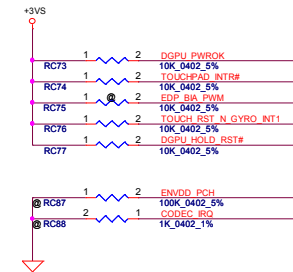 +3VS
1 2 DGPU_PWROK
RC73 10K_0402_5%
1 2 TOUCHPAD_INTR#
RC74 10K_0402_5%
1 @ 2 EDP_BIA_PWM
RC75 10K_0402_5%
1 2 TOUCH_RST_N_GYRO_INT1
RC76 10K_0402_5%
1 2 DGPU_HOLD_RST#
RC77 10K_0402_5%
1 2 ENVDD_PCH
@ RC87 100K_0402_5%
2 1 CODEC_IRQ
@ RC88 1K_0402_1%